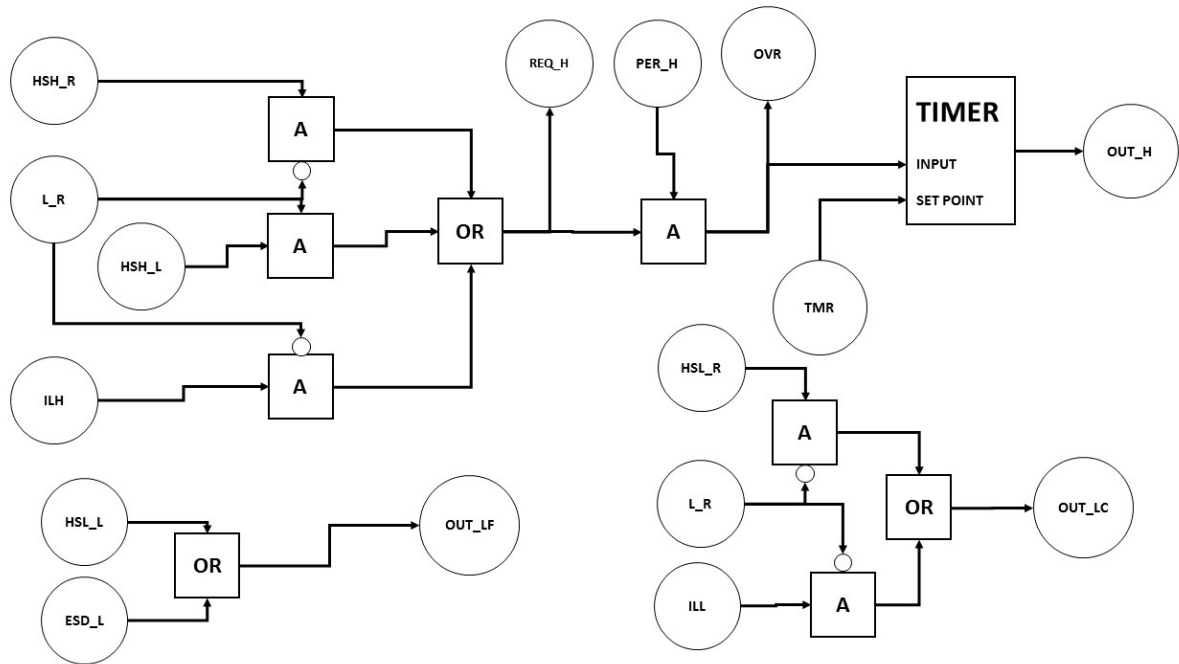 HSH_R
A
REQ_H
PER_H
OVR
TIMER
INPUT
SET POINT
OUT_H
L_R
HSH_L
A
OR
A
TMR
ILH
A
HSL_R
A
L_R
OR
OUT_LC
ILL
A
HSL_L
OR
OUT_LF
ESD_L